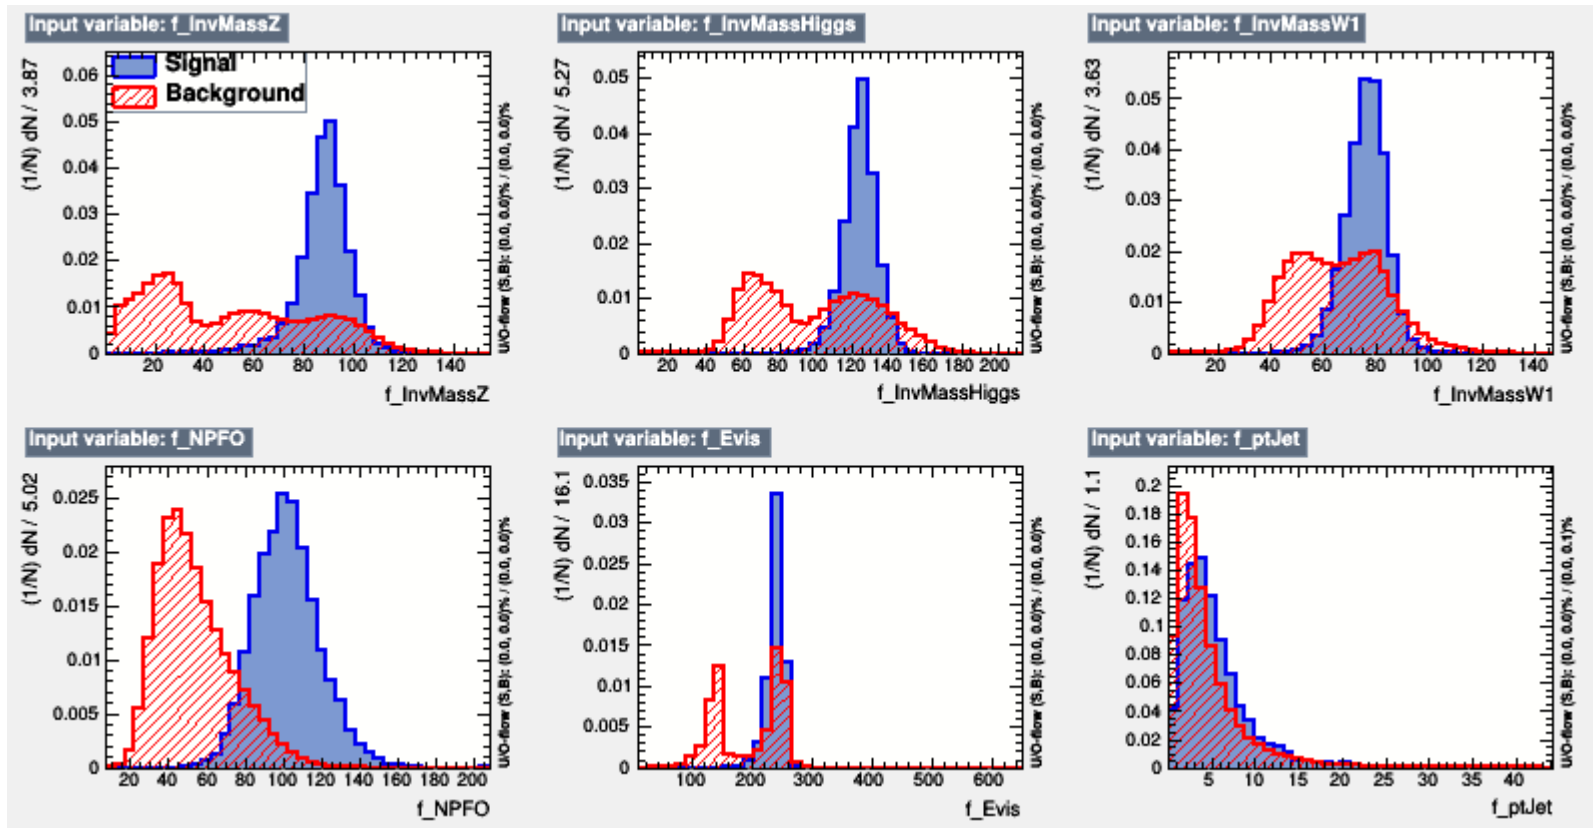 Input variable: f_InvMassZ
(1/N) dN / 3.87
Signal
Background
0.06
0.05
0.04
0.03
0.02
0.01
0
20 40 60 80 100 120 140
f_InvMassZ
U/O-flow (S,B): (0.0, 0.0)% / (0.0, 0.0)%
Input variable: f_InvMassHiggs
(1/N) dN / 5.27
0.05
0.04
0.03
0.02
0.01
0
20 40 60 80 100 120 140 160 180 200
f_InvMassHiggs
U/O-flow (S,B): (0.0, 0.0)% / (0.0, 0.0)%
Input variable: f_InvMassW1
(1/N) dN / 3.63
0.05
0.04
0.03
0.02
0.01
0
20 40 60 80 100 120 140
f_InvMassW1
U/O-flow (S,B): (0.0, 0.0)% / (0.0, 0.0)%
Input variable: f_NPFO
(1/N) dN / 5.02
0.025
0.02
0.015
0.01
0.005
0
20 40 60 80 100 120 140 160 180 200
f_NPFO
U/O-flow (S,B): (0.0, 0.0)% / (0.0, 0.0)%
Input variable: f_Evis
(1/N) dN / 16.1
0.035
0.03
0.025
0.02
0.015
0.01
0.005
0
100 200 300 400 500 600
f_Evis
U/O-flow (S,B): (0.0, 0.0)% / (0.0, 0.0)%
Input variable: f_ptJet
(1/N) dN / 1.1
0.2
0.18
0.16
0.14
0.12
0.1
0.08
0.06
0.04
0.02
0
5 10 15 20 25 30 35 40
f_ptJet
U/O-flow (S,B): (0.0, 0.0)% / (0.0, 0.1)%